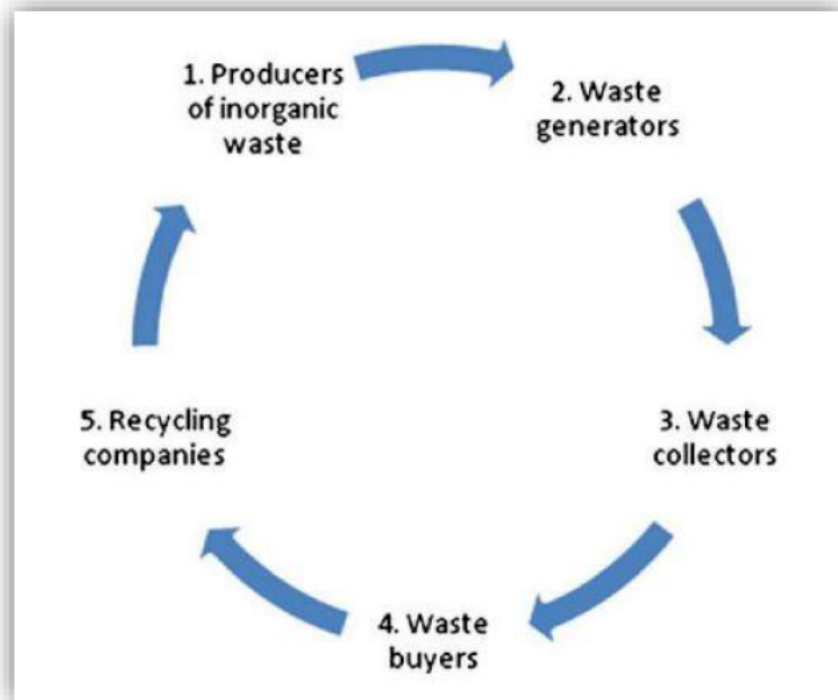 1. Producers
of inorganic
waste
2. Waste
generators
3. Waste
collectors
4. Waste
buyers
5. Recycling
companies